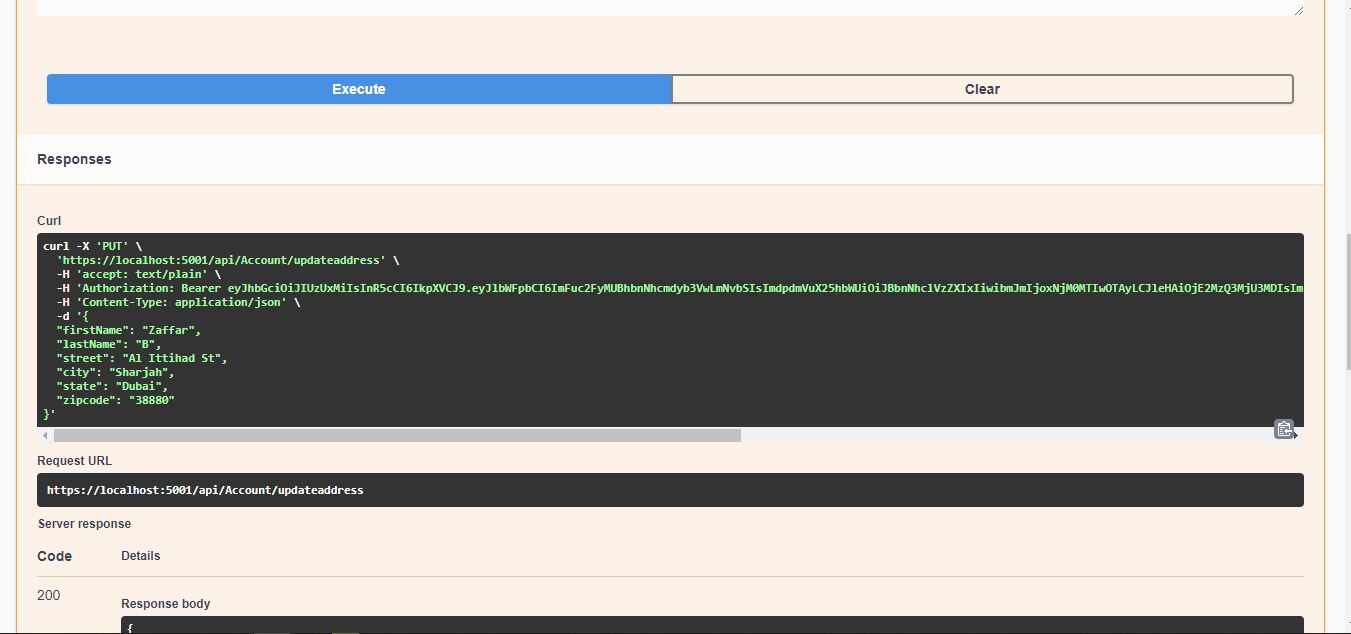 Execute
Clear
Responses
Curl
curl -X 'PUT' \
'https://localhost:5001/api/Account/updateaddress' \
-H 'accept: text/plain' \
-H 'Authorization: Bearer
-H 'Content-Type: application/json' \
-d '{
"firstName": "Zaffar",
"lastName": "B",
"street": "Al Ittihad St",
"city": "Sharjah",
"state": "Dubai",
"zipcode": "38880"
}'
Request URL
https://localhost:5001/api/Account/updateaddress
Server response
Code
Details
200
Response body
{